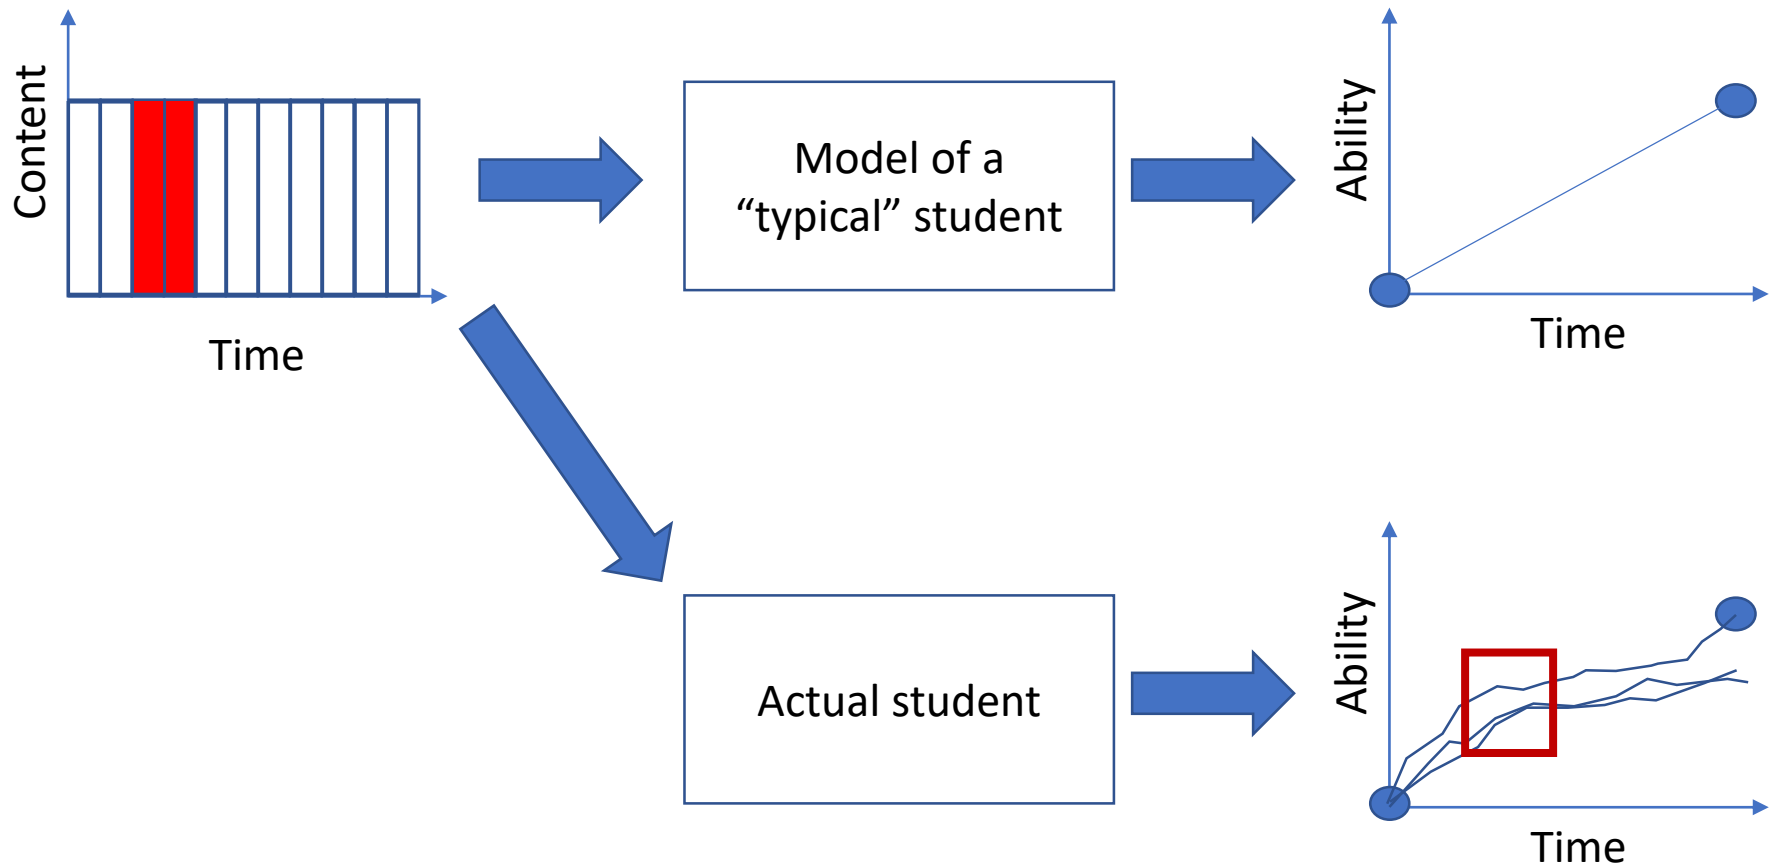 Content
Time
Model of a
“typical” student
Ability
Time
Actual student
Ability
Time